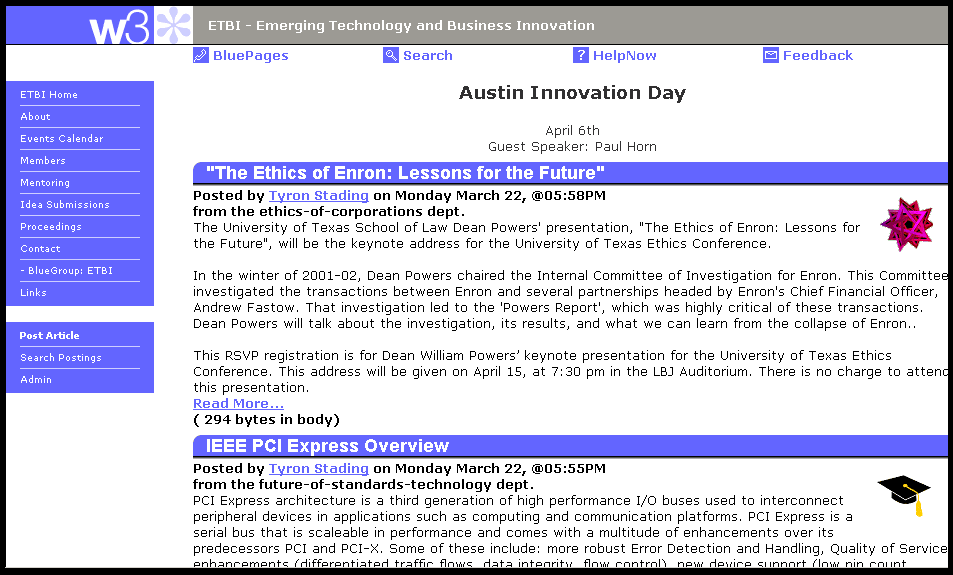 w3
ETBI - Emerging Technology and Business Innovation
BluePages Search HelpNow Feedback
ETBI Home
About
Events Calendar
Members
Mentoring
Idea Submissions
Proceedings
Contact
- BlueGroup: ETBI
Links
Post Article
Search Postings
Admin
Austin Innovation Day
April 6th
Guest Speaker: Paul Horn
"The Ethics of Enron: Lessons for the Future"
Posted by Tyron Stading on Monday March 22, @05:58PM
from the ethics-of-corporations dept.
The University of Texas School of Law Dean Powers' presentation, "The Ethics of Enron: Lessons for
the Future", will be the keynote address for the University of Texas Ethics Conference.
In the winter of 2001-02, Dean Powers chaired the Internal Committee of Investigation for Enron. This Committee
investigated the transactions between Enron and several partnerships headed by Enron's Chief Financial Officer,
Andrew Fastow. That investigation led to the 'Powers Report', which was highly critical of these transactions.
Dean Powers will talk about the investigation, its results, and what we can learn from the collapse of Enron..
This RSVP registration is for Dean William Powers’ keynote presentation for the University of Texas Ethics
Conference. This address will be given on April 15, at 7:30 pm in the LBJ Auditorium. There is no charge to attend
this presentation.
Read More...
( 294 bytes in body)
IEEE PCI Express Overview
Posted by Tyron Stading on Monday March 22, @05:55PM
from the future-of-standards-technology dept.
PCI Express architecture is a third generation of high performance I/O buses used to interconnect
peripheral devices in applications such as computing and communication platforms. PCI Express is a
serial bus that is scaleable in performance and comes with a multitude of enhancements over its
predecessors PCI and PCI-X. Some of these include: more robust Error Detection and Handling, Quality of Service
enhancements (differentiated traffic flows, data integrity, flow control), new device support (low pin count